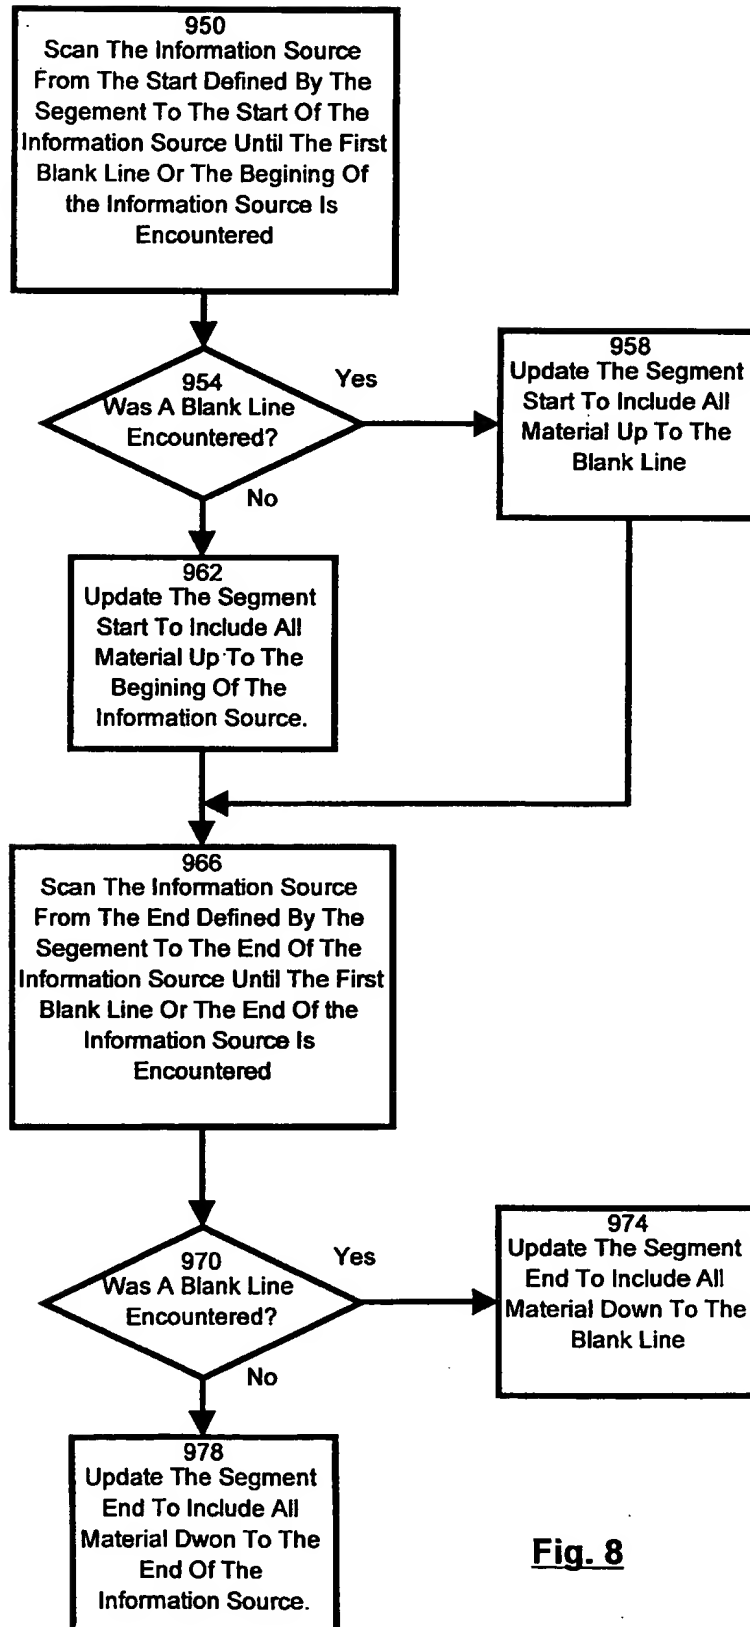 950
Scan The Information Source
From The Start Defined By The
Segement To The Start Of The
Information Source Until The First
Blank Line Or The Begining Of
the Information Source Is
Encountered
954
Was A Blank Line
Encountered?
Yes
No
958
Update The Segment
Start To Include All
Material Up To The
Blank Line
962
Update The Segment
Start To Include All
Material Up To The
Begining Of The
Information Source.
966
Scan The Information Source
From The End Defined By The
Segement To The End Of The
Information Source Until The First
Blank Line Or The End Of the
Information Source Is
Encountered
970
Was A Blank Line
Encountered?
Yes
No
974
Update The Segment
End To Include All
Material Down To The
Blank Line
978
Update The Segment
End To Include All
Material Dwon To The
End Of The
Information Source.
Fig. 8